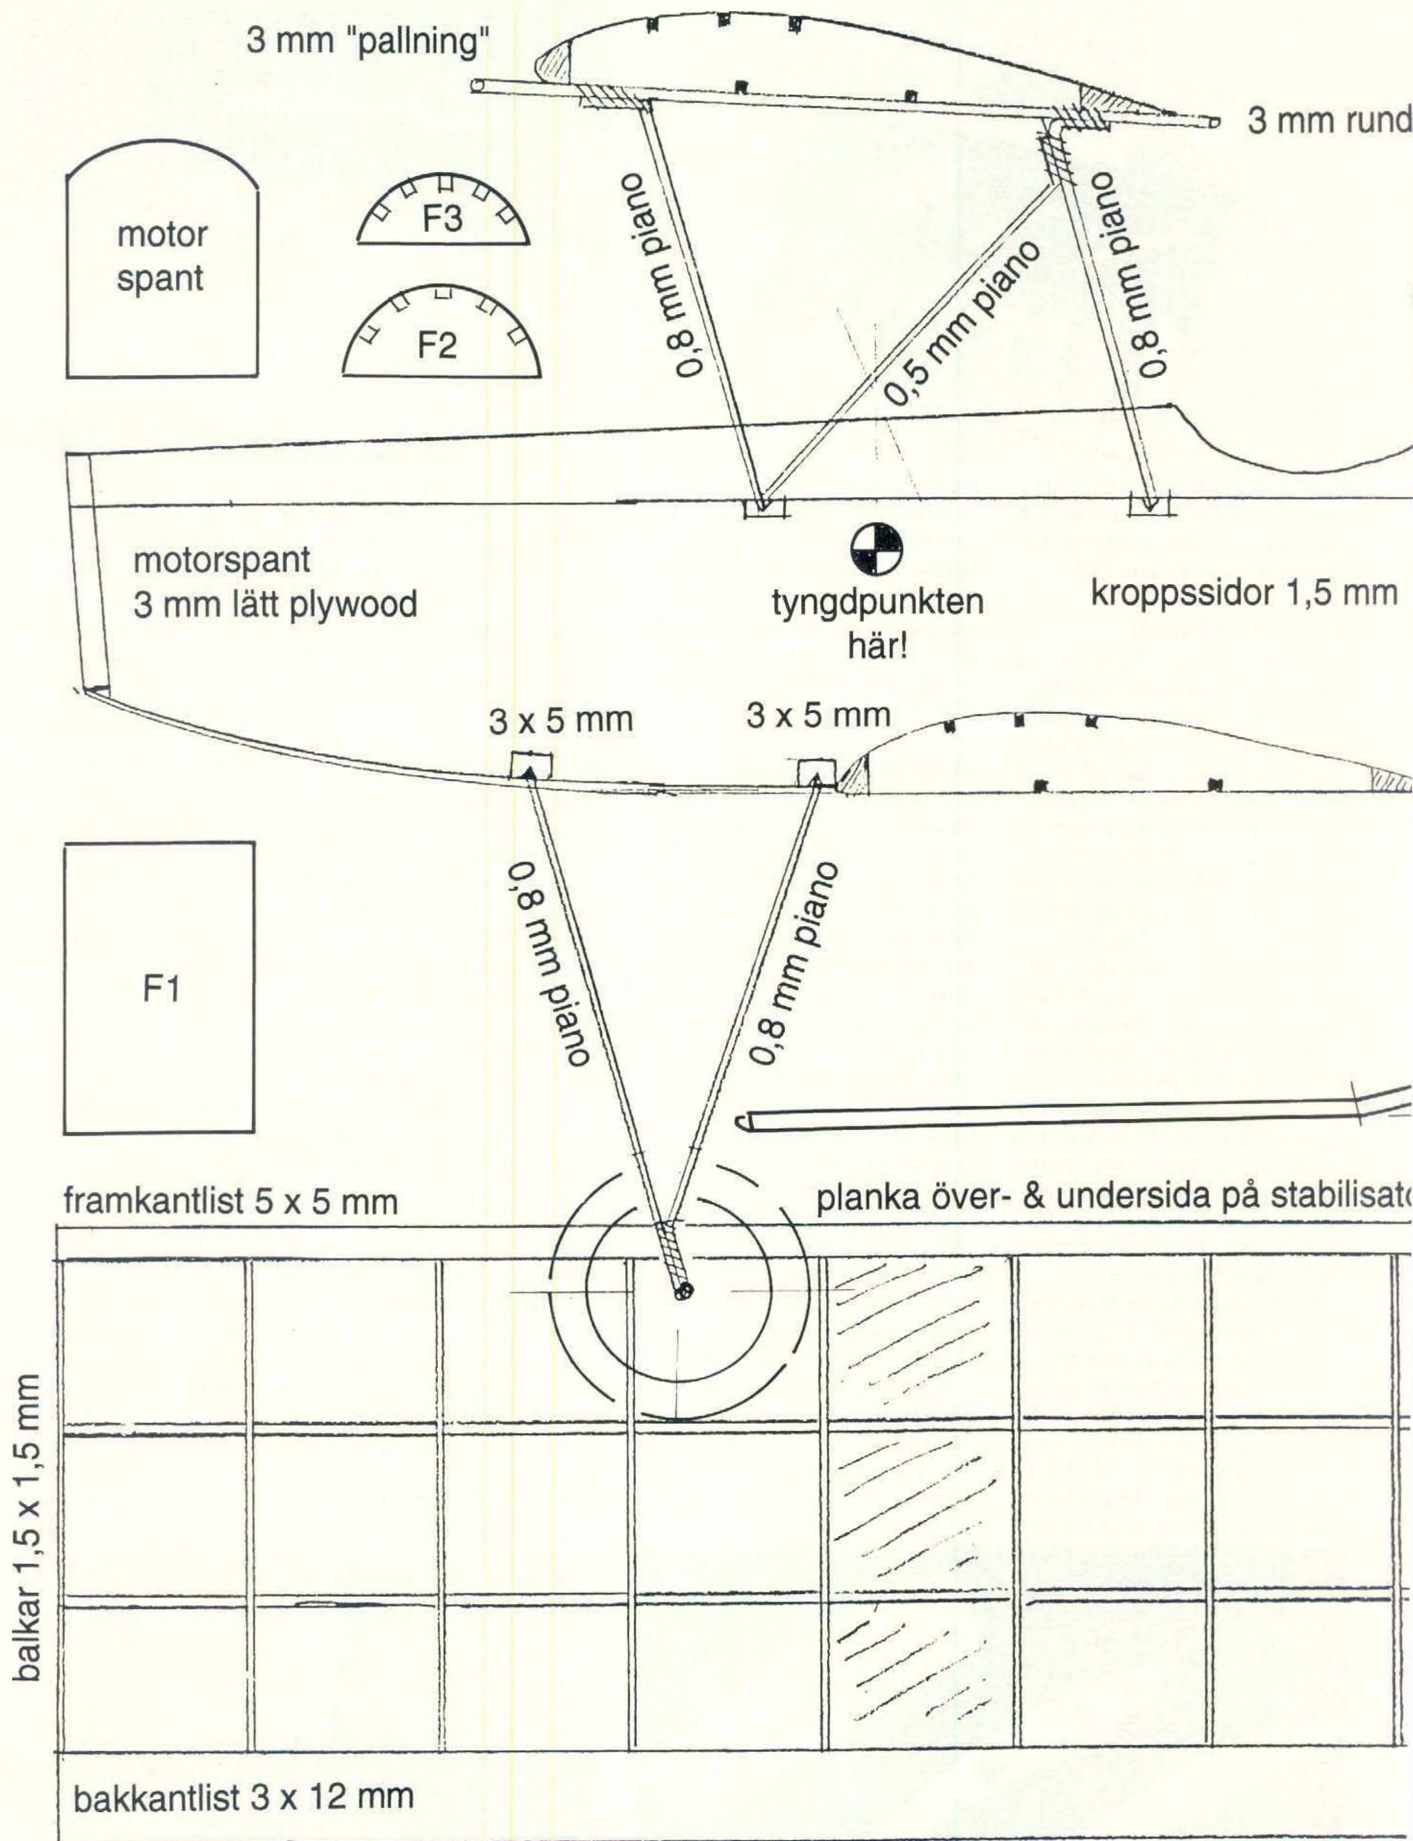 3 mm "pallning"
3 mm rund
motor
spant
F3
F2
0,8 mm piano
0,5 mm piano
0,8 mm piano
motorspant
3 mm lätt plywood
tyngdpunkten
här!
kroppssidor 1,5 mm
3 x 5 mm
3 x 5 mm
F1
0,8 mm piano
0,8 mm piano
framkantlist 5 x 5 mm
planka över- & undersida på
balkar 1,5 x 1,5 mm
bakkantlist 3 x 12 mm